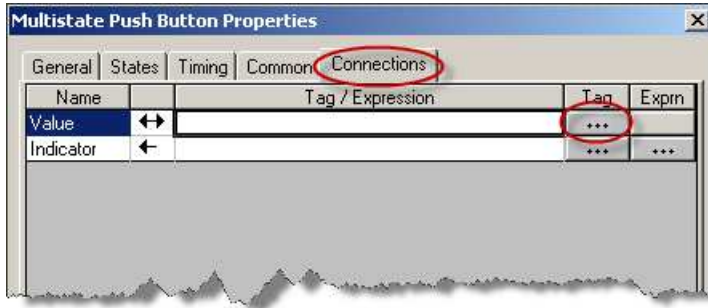 Multistate Push Button Properties
General States Timing Common Connections
Name Tag / Expression Tag Exprn
Value ↔ ...
Indicator ← ... ...